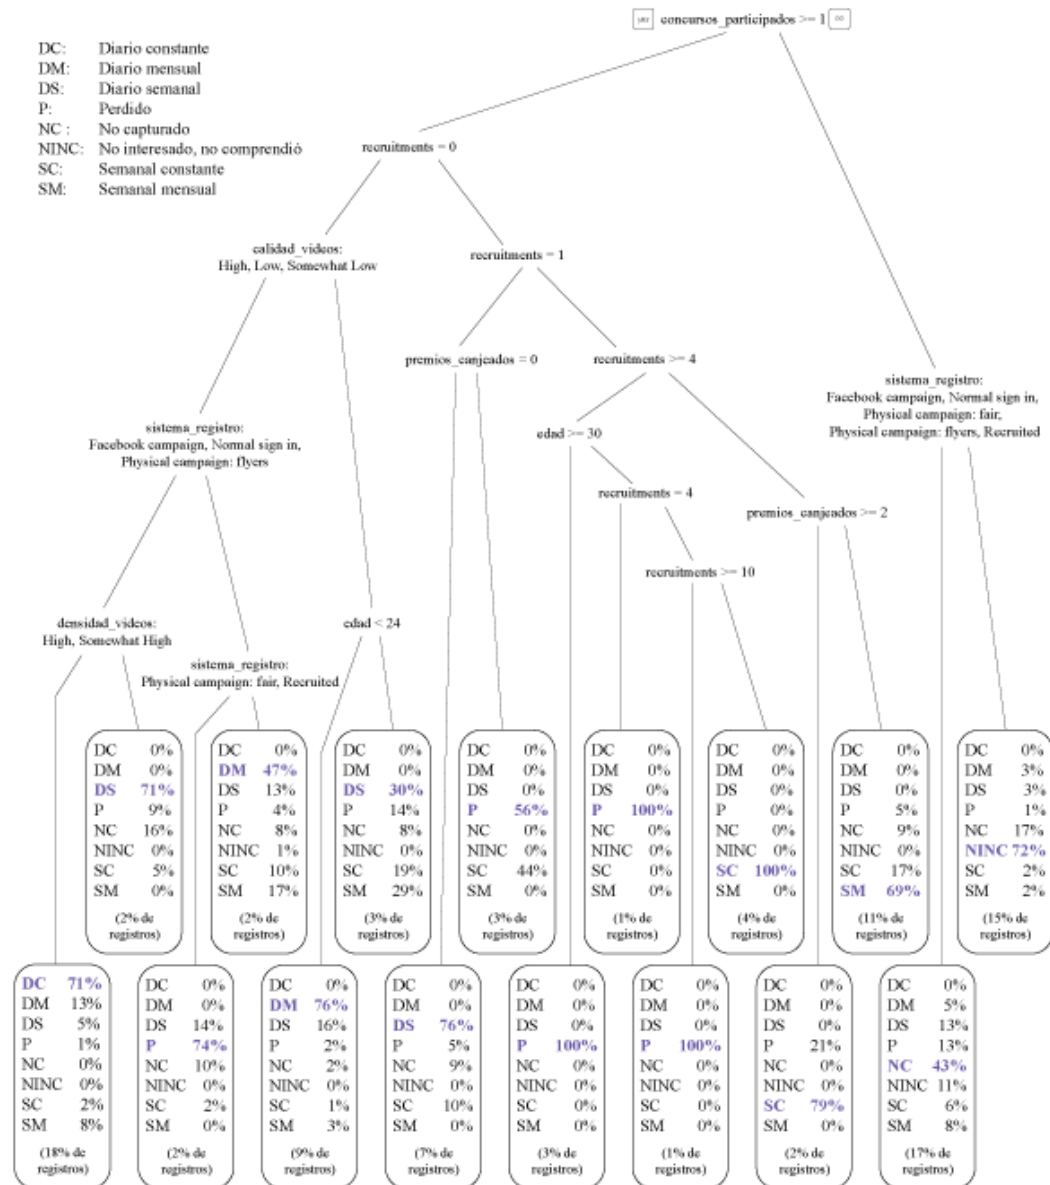 yes concursos_participados >= 1 no
DC: Diario constante
DM: Diario mensual
DS: Diario semanal
P: Perdido
NC : No capturado
NINC: No interesado, no comprendió
SC: Semanal constante
SM: Semanal mensual
recruitments = 0
calidad_videos:
High, Low, Somewhat Low
recruitments = 1
premios_canjeados = 0
recruitments >= 4
sistema_registro:
Facebook campaign, Normal sign in,
Physical campaign: fair,
Physical campaign: flyers, Recruited
sistema_registro:
Facebook campaign, Normal sign in,
Physical campaign: flyers
edad >= 30
recruitments = 4
premios_canjeados >= 2
recruitments >= 10
densidad_videos:
High, Somewhat High
edad < 24
sistema_registro:
Physical campaign: fair, Recruited
DC 0%
DM 0%
DS 71%
P 9%
NC 16%
NINC 0%
SC 5%
SM 0%
(2% de
registros)
DC 0%
DM 47%
DS 13%
P 4%
NC 8%
NINC 1%
SC 10%
SM 17%
(2% de
registros)
DC 0%
DM 0%
DS 30%
P 14%
NC 8%
NINC 0%
SC 19%
SM 29%
(3% de
registros)
DC 0%
DM 0%
DS 0%
P 56%
NC 0%
NINC 0%
SC 44%
SM 0%
(3% de
registros)
DC 0%
DM 0%
DS 0%
P 100%
NC 0%
NINC 0%
SC 0%
SM 0%
(1% de
registros)
DC 0%
DM 0%
DS 0%
P 0%
NC 0%
NINC 0%
SC 100%
SM 0%
(4% de
registros)
DC 0%
DM 0%
DS 0%
P 5%
NC 9%
NINC 0%
SC 17%
SM 69%
(11% de
registros)
DC 0%
DM 3%
DS 3%
P 1%
NC 17%
NINC 72%
SC 2%
SM 2%
(15% de
registros)
DC 71%
DM 13%
DS 5%
P 1%
NC 0%
NINC 0%
SC 2%
SM 8%
(18% de
registros)
DC 0%
DM 0%
DS 14%
P 74%
NC 10%
NINC 0%
SC 2%
SM 0%
(2% de
registros)
DC 0%
DM 76%
DS 16%
P 2%
NC 2%
NINC 0%
SC 1%
SM 3%
(9% de
registros)
DC 0%
DM 0%
DS 76%
P 5%
NC 9%
NINC 0%
SC 10%
SM 0%
(7% de
registros)
DC 0%
DM 0%
DS 0%
P 100%
NC 0%
NINC 0%
SC 0%
SM 0%
(3% de
registros)
DC 0%
DM 0%
DS 0%
P 100%
NC 0%
NINC 0%
SC 0%
SM 0%
(1% de
registros)
DC 0%
DM 0%
DS 0%
P 21%
NC 0%
NINC 0%
SC 79%
SM 0%
(2% de
registros)
DC 0%
DM 5%
DS 13%
P 13%
NC 43%
NINC 11%
SC 6%
SM 8%
(17% de
registros)